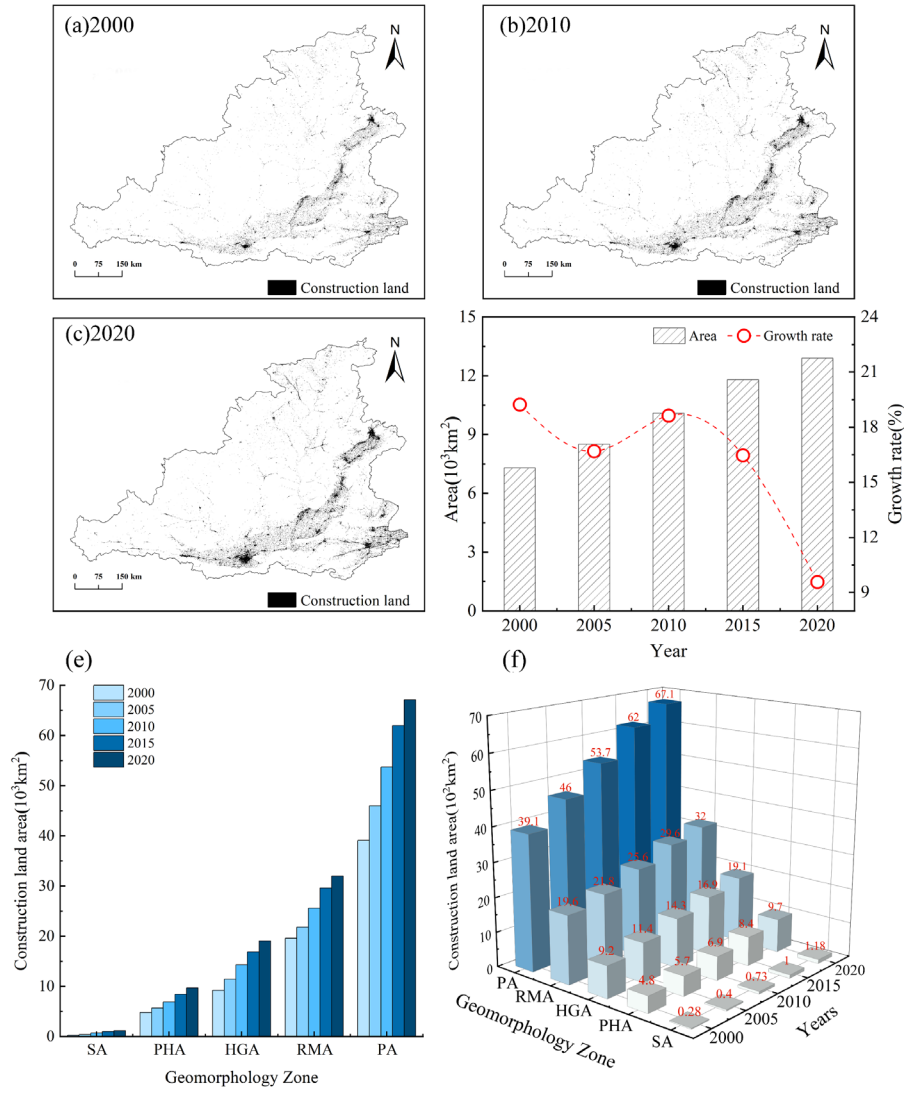 (a)2000
N
0 75 150 km
Construction land
(b)2010
N
0 75 150 km
Construction land
(c)2020
N
0 75 150 km
Construction land
Area Growth rate
15
12
9
6
3
0
Area(10³km²)
24
21
18
15
12
9
Growth rate(%)
2000 2005 2010 2015 2020
Year
(e)
2000
2005
2010
2015
2020
70
60
50
40
30
20
10
0
Construction land area(10³km²)
SA PHA HGA RMA PA
Geomorphology Zone
(f)
70
60
50
40
30
20
10
0
Construction land area(10²km²)
39.1 46 53.7 62 67.1
32
9.2 11.4 14.3 16.9 19.1
4.8 5.7 6.9 8.4 9.7
0.28 0.4 0.73 1 1.18
PA
RMA
HGA
PHA
SA
Geomorphology Zone
2000
2005
2010
2015
2020
Years